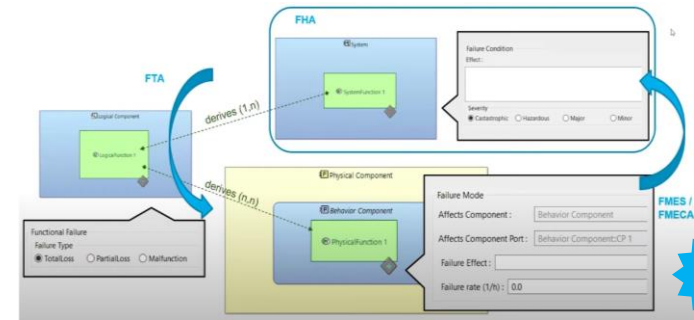 FHA
System
SystemFunction 1
Failure Condition
Effect :
Severity
Castastrophic
Hazardous
Major
Minor
FTA
derives (1,n)
Logical Component
LogicalFunction 1
derives (n,n)
Functional Failure
Failure Type
TotalLoss
PartialLoss
Malfunction
Physical Component
Behavior Component
PhysicalFunction 1
Failure Mode
Affects Component :
Behavior Component
Affects Component Port :
Behavior Component::CP 1
Failure Effect :
Failure rate (1/h) :
0.0
FMES /
FMECA